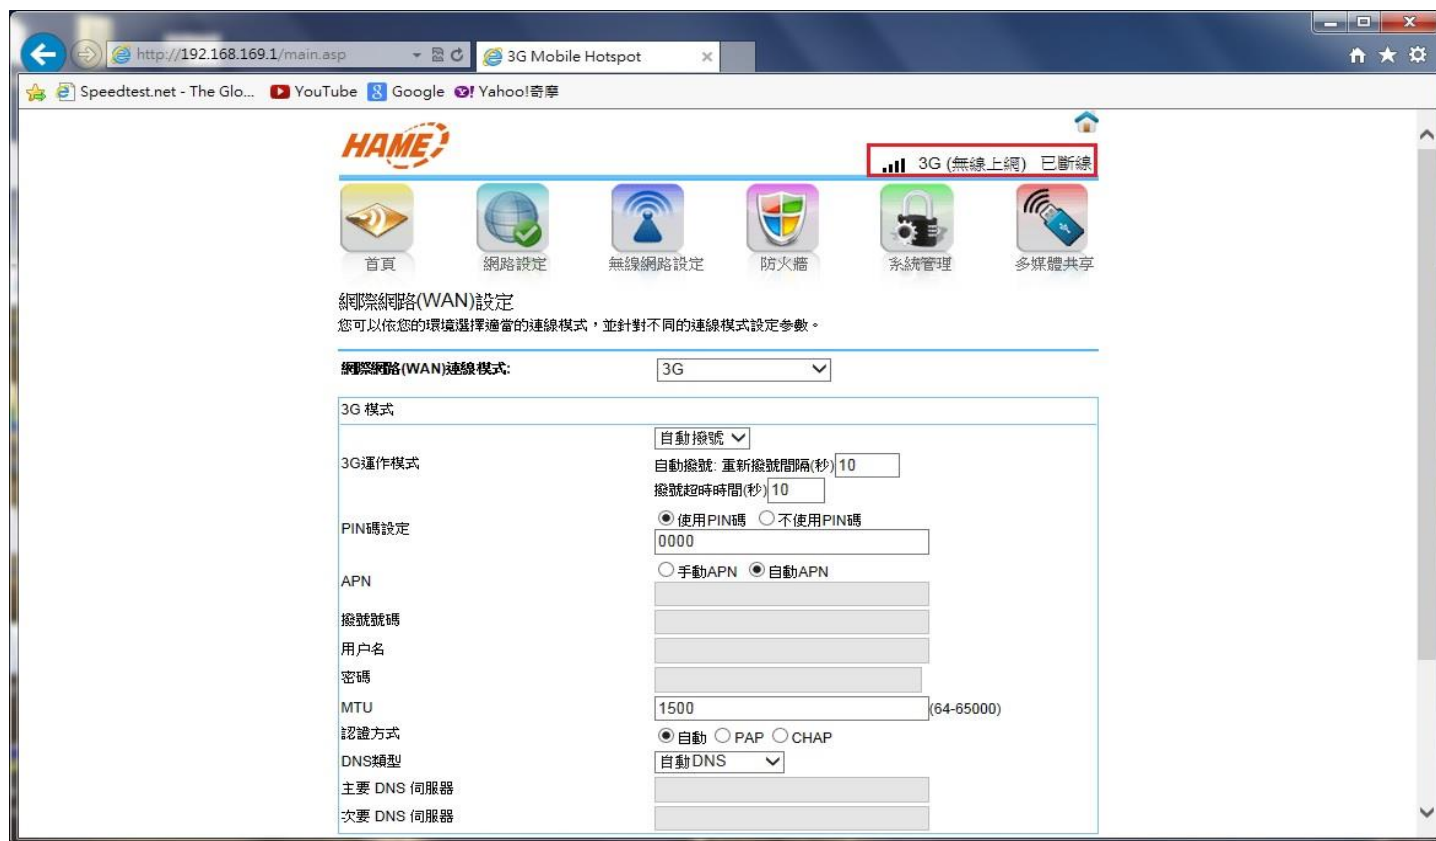 http://192.168.169.1/main.asp
3G Mobile Hotspot
Speedtest.net - The Glo...
YouTube
Google
Yahoo!奇摩
HAME
3G (無線上網) 已斷線
首頁
網路設定
無線網路設定
防火牆
系統管理
多媒體共享
網際網路(WAN)設定
您可以依您的環境選擇適當的連線模式，並針對不同的連線模式設定參數。
網際網路(WAN)連線模式:
3G
3G 模式
3G運作模式
自動撥號
自動撥號: 重新撥號間隔(秒) 10
撥號超時時間(秒) 10
PIN碼設定
使用PIN碼 不使用PIN碼
0000
APN
手動APN 自動APN
撥號號碼
用户名
密碼
MTU
1500
(64-65000)
認證方式
自動 PAP CHAP
DNS類型
自動DNS
主要 DNS 伺服器
次要 DNS 伺服器